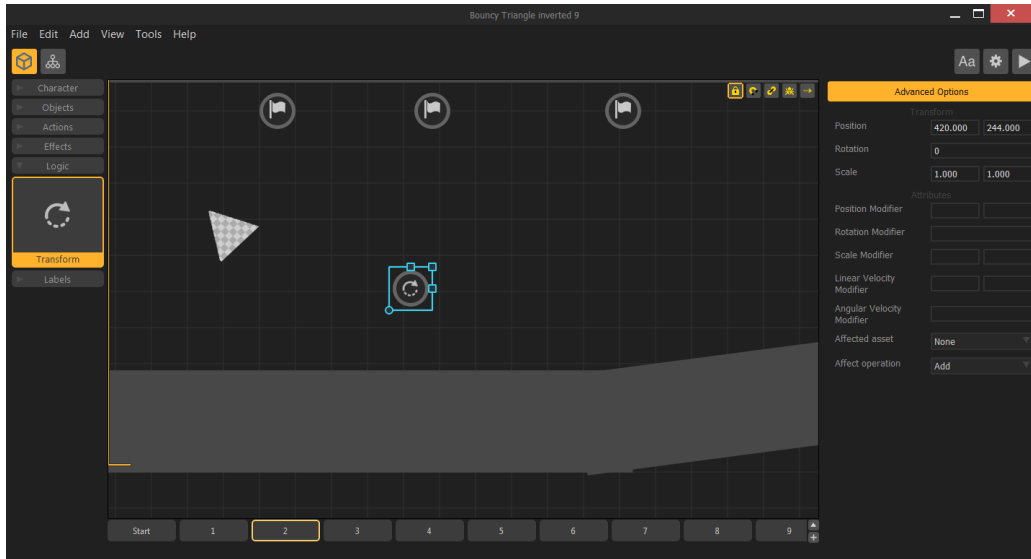 Bouncy Triangle inverted 9
File Edit Add View Tools Help
Aa
Character
Objects
Actions
Effects
Logic
Transform
Labels
Advanced Options
Transform
Position 420.000 244.000
Rotation 0
Scale 1.000 1.000
Attributes
Position Modifier
Rotation Modifier
Scale Modifier
Linear Velocity
Modifier
Angular Velocity
Modifier
Affected asset None
Affect operation Add
Start 1 2 3 4 5 6 7 8 9